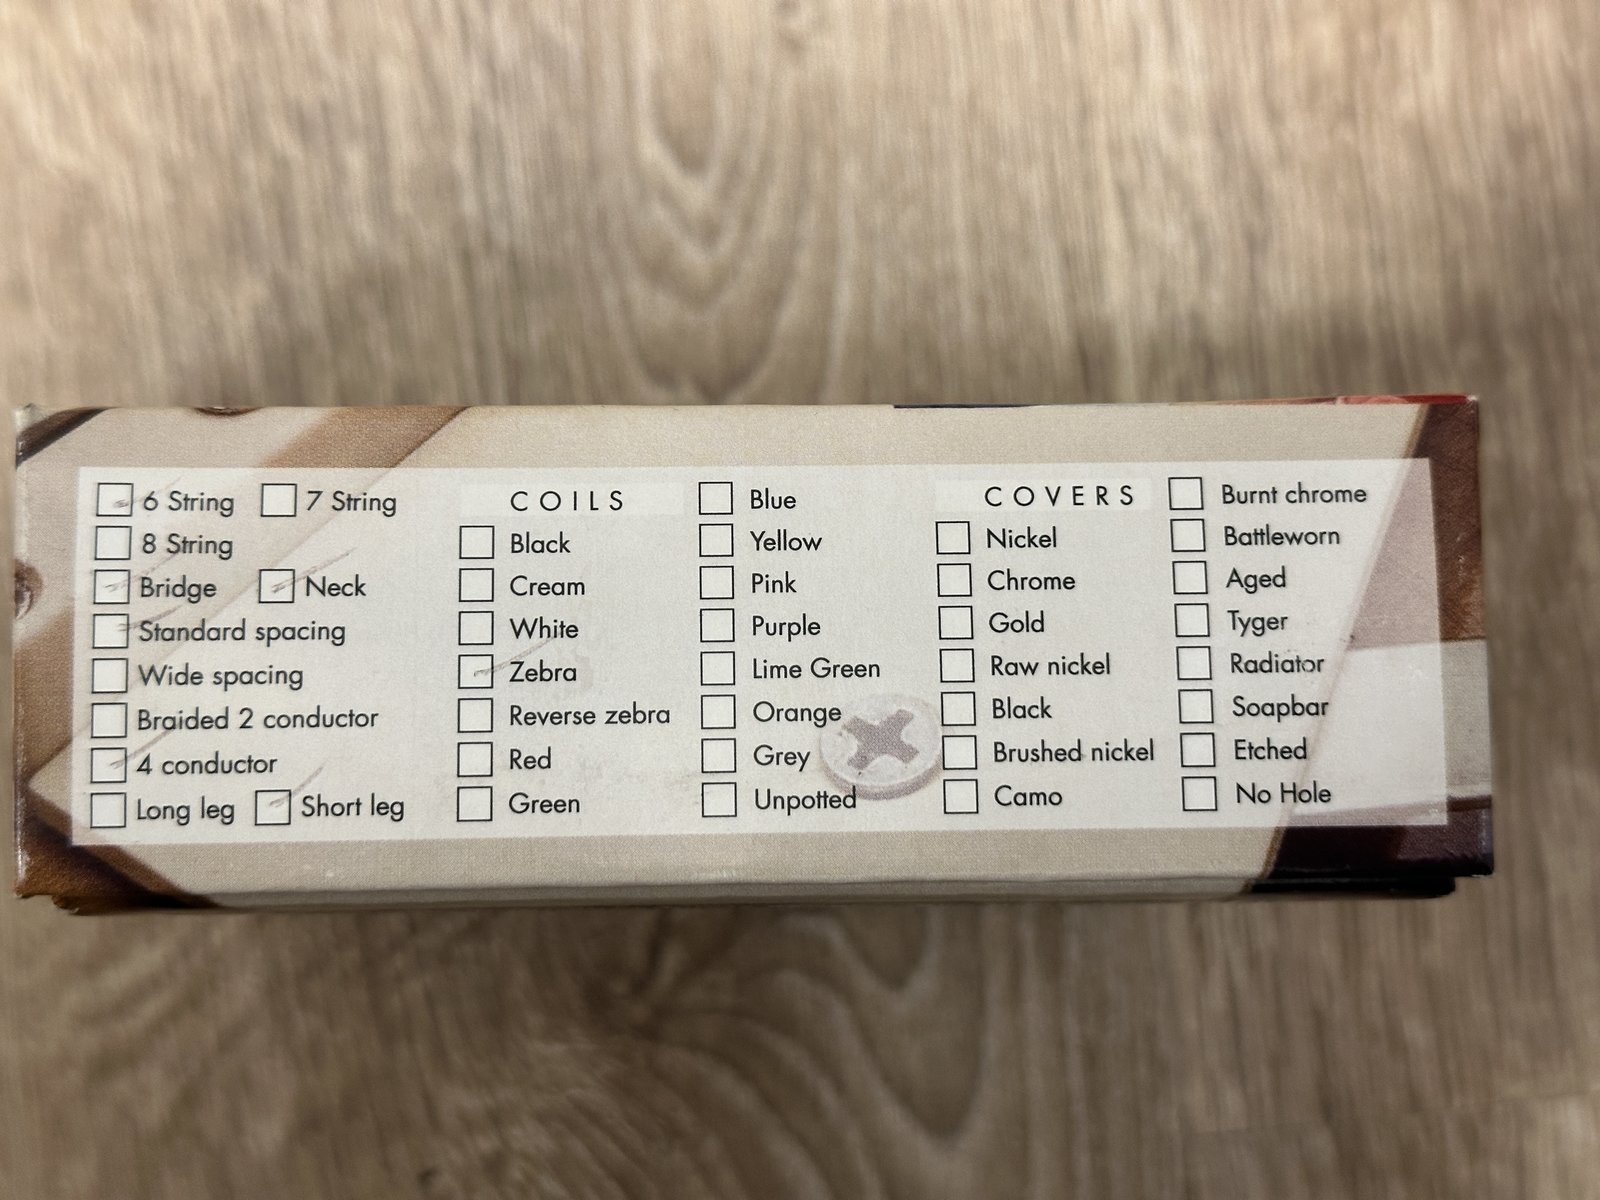 6 String 7 String
8 String
Bridge Neck
Standard spacing
Wide spacing
Braided 2 conductor
4 conductor
Long leg Short leg
COILS
Black
Cream
White
Zebra
Reverse zebra
Red
Green
Blue
Yellow
Pink
Purple
Lime Green
Orange
Grey
Unpotted
COVERS
Nickel
Chrome
Gold
Raw nickel
Black
Brushed nickel
Camo
Burnt chrome
Battleworn
Aged
Tyger
Radiator
Soapbar
Etched
No Hole